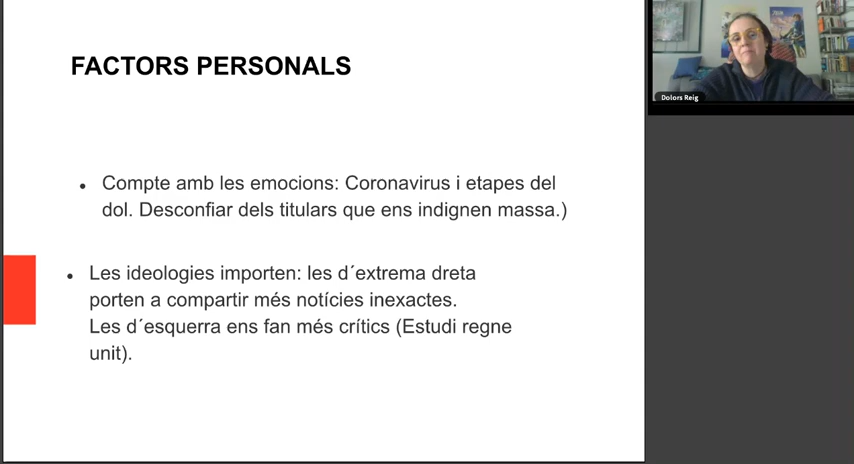 FACTORS PERSONALS
Dolors Reig
• Compte amb les emocions: Coronavirus i etapes del
dol. Desconfiar dels titulars que ens indignen massa.)
• Les ideologies importen: les d´extrema dreta
porten a compartir més notícies inexactes.
Les d´esquerra ens fan més crítics (Estudi regne
unit).